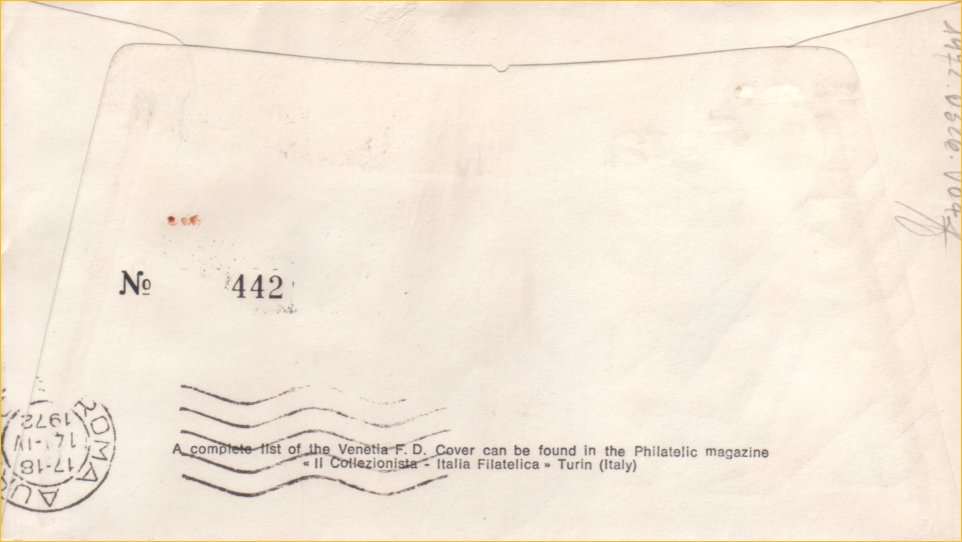 № 442
A complete list of the Venetia F. D. Cover can be found in the Philatelic magazine
« Il Collezionista - Italia Filatelica » Turin (Italy)
ROMA
17-18
14-IV
1972